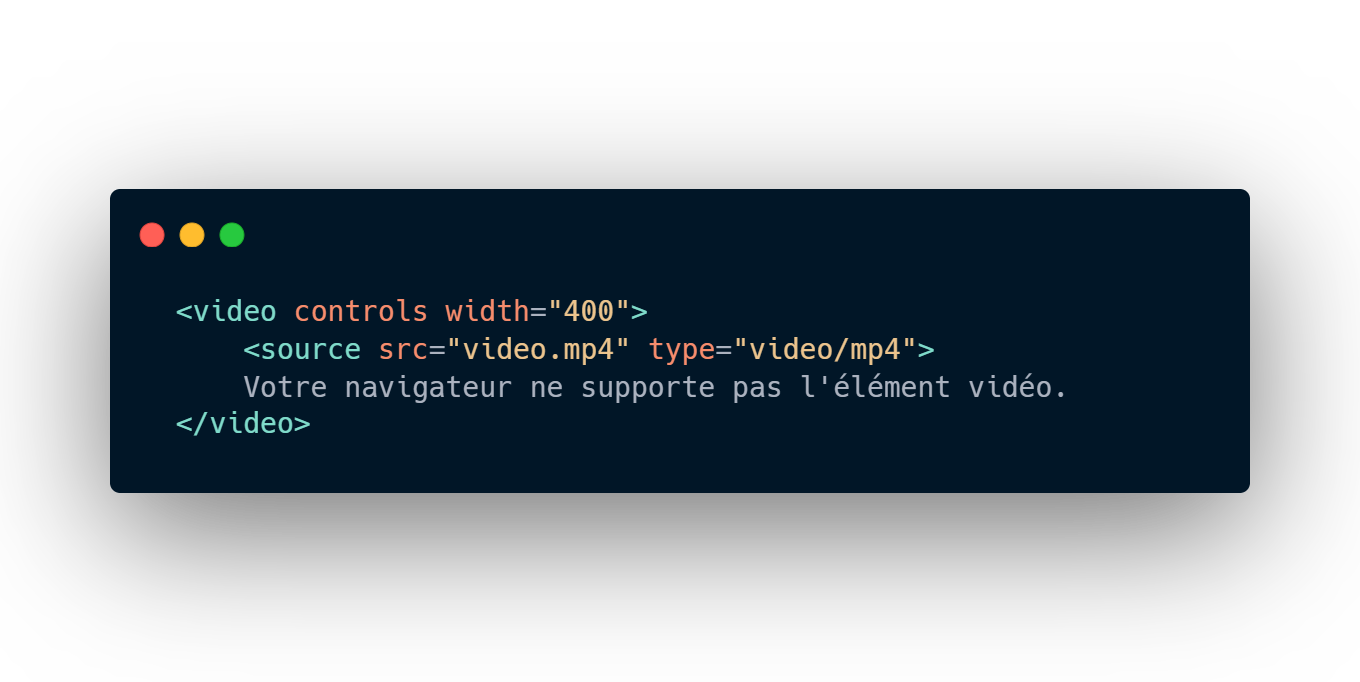 <video controls width="400">
<source src="video.mp4" type="video/mp4">
Votre navigateur ne supporte pas l'élément vidéo.
</video>